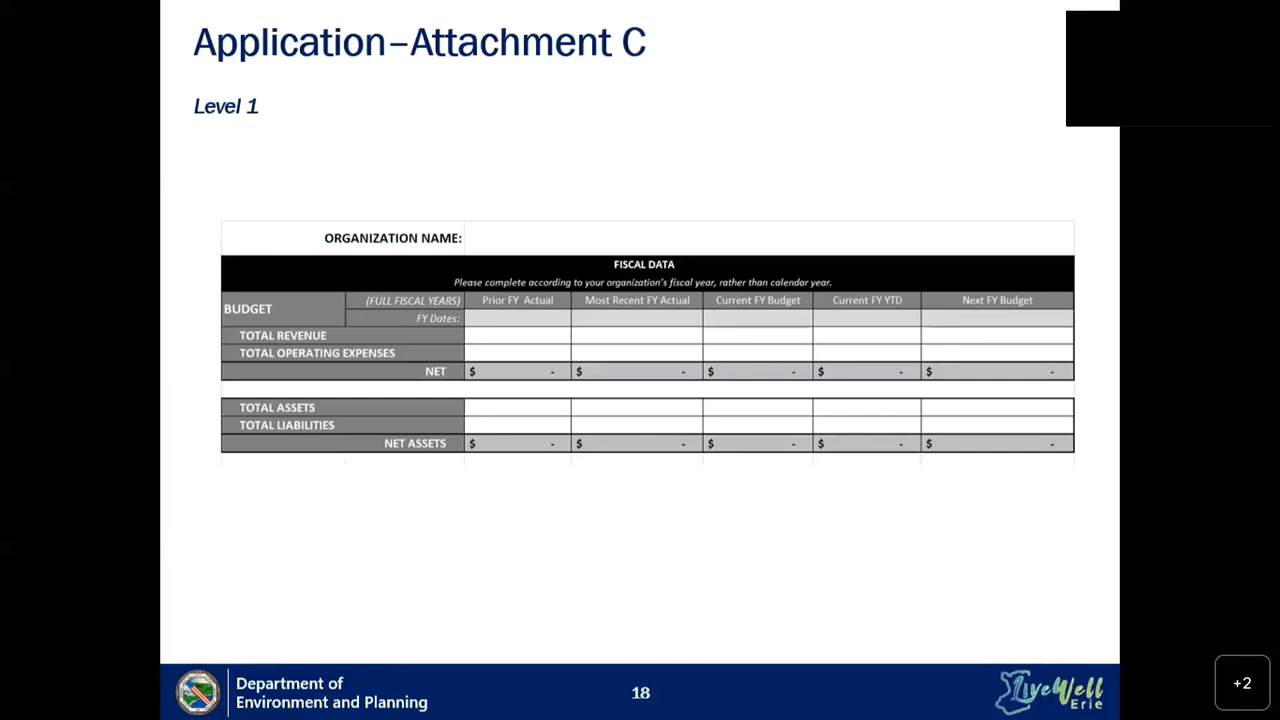 Application–Attachment C
Level 1
ORGANIZATION NAME:
FISCAL DATA
Please complete according to your organization's fiscal year, rather than calendar year.
BUDGET (FULL FISCAL YEARS) Prior FY Actual Most Recent FY Actual Current FY Budget Current FY YTD Next FY Budget
FY Dates:
TOTAL REVENUE
TOTAL OPERATING EXPENSES
NET $ - $ - $ - $ - $ -
TOTAL ASSETS
TOTAL LIABILITIES
NET ASSETS $ - $ - $ - $ - $ -
Department of
Environment and Planning
18
LiveWell
Erie
+2